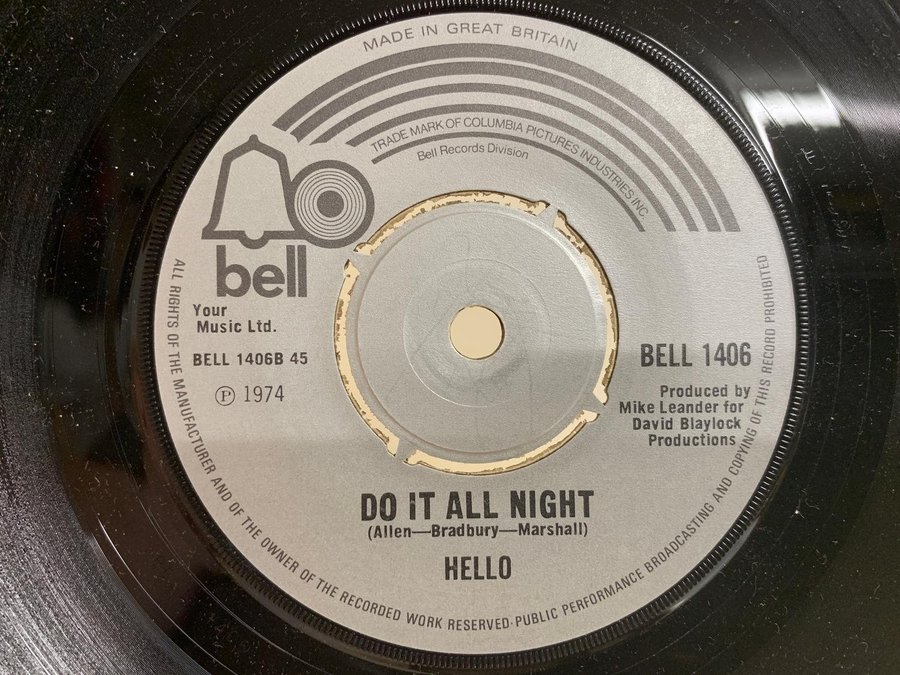 MADE IN GREAT BRITAIN
TRADE MARK OF COLUMBIA PICTURES INDUSTRIES INC.
Bell Records Division
bell
Your
Music Ltd.
BELL 1406B 45
Ⓟ 1974
BELL 1406
Produced by
Mike Leander for
David Blaylock
Productions
DO IT ALL NIGHT
(Allen—Bradbury—Marshall)
HELLO
ALL RIGHTS OF THE MANUFACTURER AND OF THE OWNER OF THE RECORDED WORK RESERVED·PUBLIC PERFORMANCE BROADCASTING AND COPYING OF THIS RECORD PROHIBITED